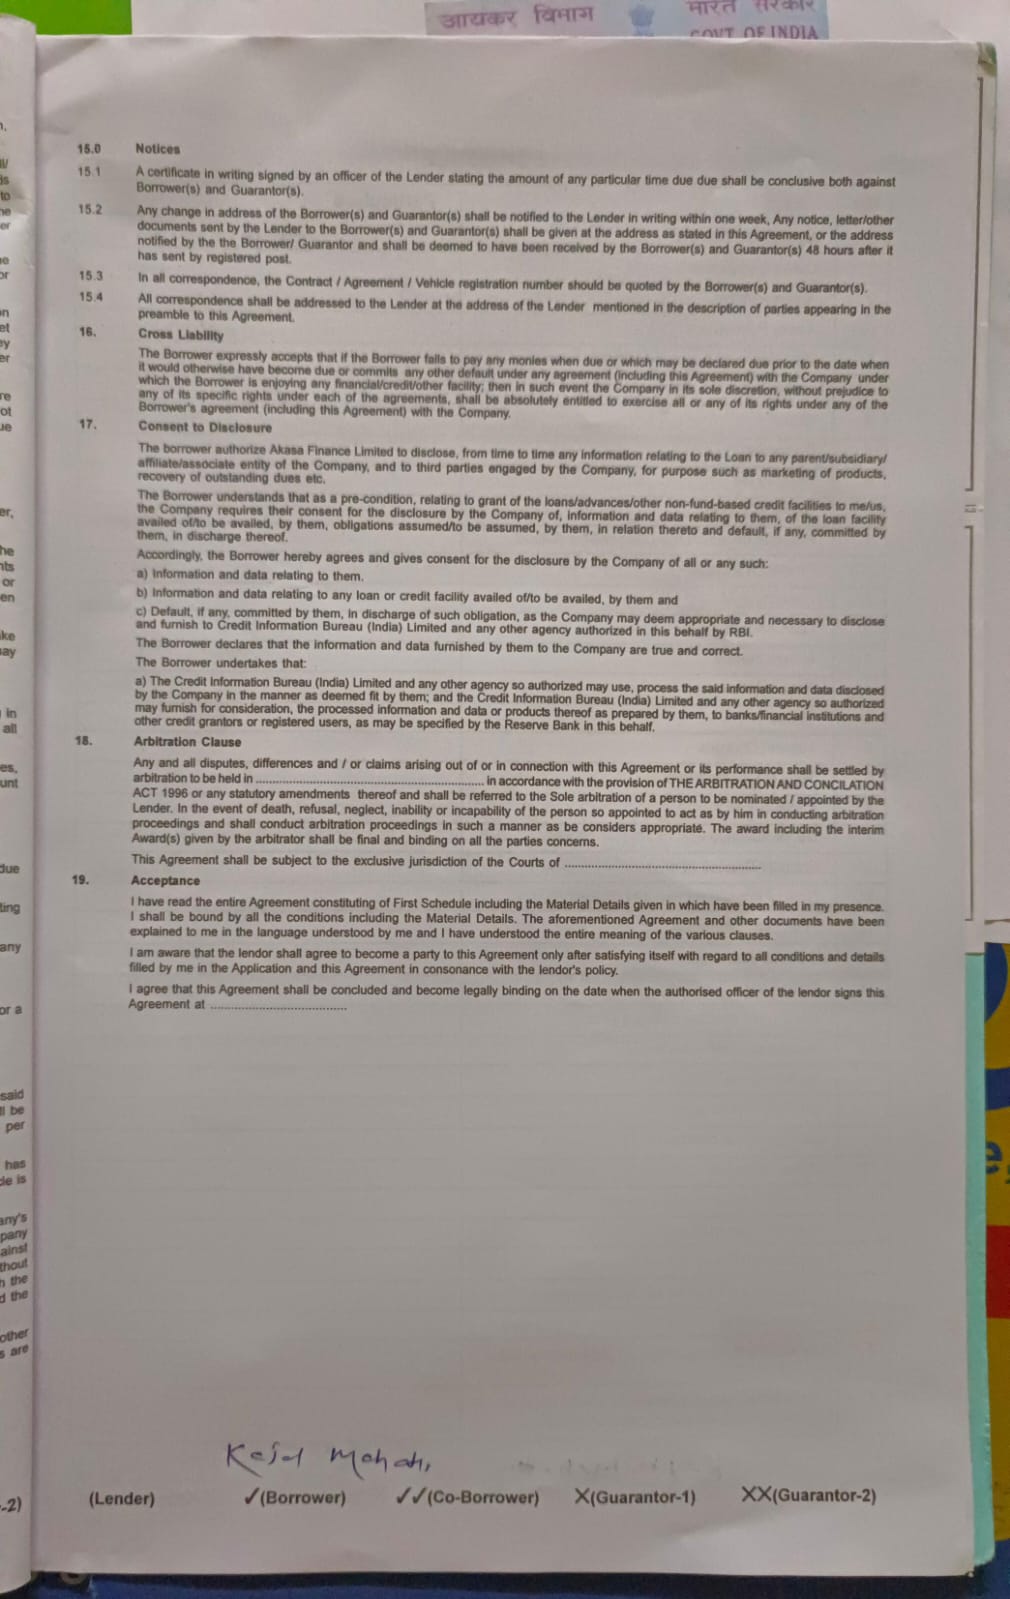 आयकर विभाग
भारत सरकार
GOVT OF INDIA
15.0 Notices
15.1 A certificate in writing signed by an officer of the Lender stating the amount of any particular time due due shall be conclusive both against
Borrower(s) and Guarantor(s).
15.2 Any change in address of the Borrower(s) and Guarantor(s) shall be notified to the Lender in writing within one week, Any notice, letter/other
documents sent by the Lender to the Borrower(s) and Guarantor(s) shall be given at the address as stated in this Agreement, or the address
notified by the the Borrower/ Guarantor and shall be deemed to have been received by the Borrower(s) and Guarantor(s) 48 hours after it
has sent by registered post.
15.3 In all correspondence, the Contract / Agreement / Vehicle registration number should be quoted by the Borrower(s) and Guarantor(s).
15.4 All correspondence shall be addressed to the Lender at the address of the Lender mentioned in the description of parties appearing in the
preamble to this Agreement.
16. Cross Liability
The Borrower expressly accepts that if the Borrower fails to pay any monies when due or which may be declared due prior to the date when
it would otherwise have become due or commits any other default under any agreement (including this Agreement) with the Company under
which the Borrower is enjoying any financial/credit/other facility; then in such event the Company in its sole discretion, without prejudice to
any of its specific rights under each of the agreements, shall be absolutely entitled to exercise all or any of its rights under any of the
Borrower's agreement (including this Agreement) with the Company.
17. Consent to Disclosure
The borrower authorize Akasa Finance Limited to disclose, from time to time any information relating to the Loan to any parent/subsidiary/
affiliate/associate entity of the Company, and to third parties engaged by the Company, for purpose such as marketing of products,
recovery of outstanding dues etc.
The Borrower understands that as a pre-condition, relating to grant of the loans/advances/other non-fund-based credit facilities to me/us,
the Company requires their consent for the disclosure by the Company of, information and data relating to them, of the loan facility
availed of/to be availed, by them, obligations assumed/to be assumed, by them, in relation thereto and default, if any, committed by
them, in discharge thereof.
Accordingly, the Borrower hereby agrees and gives consent for the disclosure by the Company of all or any such:
a) Information and data relating to them.
b) Information and data relating to any loan or credit facility availed of/to be availed, by them and
c) Default, if any, committed by them, in discharge of such obligation, as the Company may deem appropriate and necessary to disclose
and furnish to Credit Information Bureau (India) Limited and any other agency authorized in this behalf by RBI.
The Borrower declares that the information and data furnished by them to the Company are true and correct.
The Borrower undertakes that:
a) The Credit Information Bureau (India) Limited and any other agency so authorized may use, process the said information and data disclosed
by the Company in the manner as deemed fit by them; and the Credit Information Bureau (India) Limited and any other agency so authorized
may furnish for consideration, the processed information and data or products thereof as prepared by them, to banks/financial institutions and
other credit grantors or registered users, as may be specified by the Reserve Bank in this behalf.
18. Arbitration Clause
Any and all disputes, differences and / or claims arising out of or in connection with this Agreement or its performance shall be settled by
arbitration to be held in ........................................ in accordance with the provision of THE ARBITRATION AND CONCILATION
ACT 1996 or any statutory amendments thereof and shall be referred to the Sole arbitration of a person to be nominated / appointed by the
Lender. In the event of death, refusal, neglect, inability or incapability of the person so appointed to act as by him in conducting arbitration
proceedings and shall conduct arbitration proceedings in such a manner as be considers appropriate. The award including the interim
Award(s) given by the arbitrator shall be final and binding on all the parties concerns.
This Agreement shall be subject to the exclusive jurisdiction of the Courts of ........................................
19. Acceptance
I have read the entire Agreement constituting of First Schedule including the Material Details given in which have been filled in my presence.
I shall be bound by all the conditions including the Material Details. The aforementioned Agreement and other documents have been
explained to me in the language understood by me and I have understood the entire meaning of the various clauses.
I am aware that the lendor shall agree to become a party to this Agreement only after satisfying itself with regard to all conditions and details
filled by me in the Application and this Agreement in consonance with the lendor's policy.
I agree that this Agreement shall be concluded and become legally binding on the date when the authorised officer of the lendor signs this
Agreement at ........................................
Kajal
(Lender) ✓(Borrower) ✓✓(Co-Borrower) X(Guarantor-1) XX(Guarantor-2)